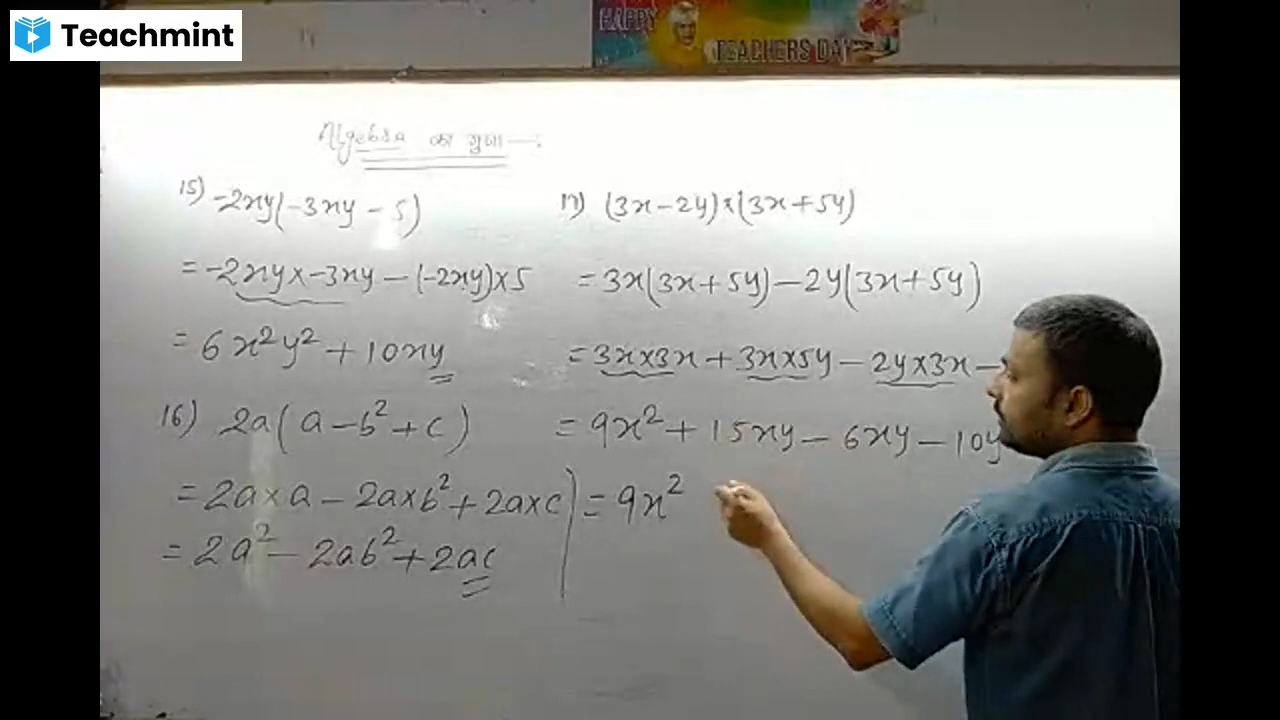 Teachmint
HAPPY
TEACHERS DAY
Algebra का गुणा —:
15) -2xy(-3xy - 5)
= -2xy×-3xy - (-2xy)×5
= 6x²y² + 10xy
16) 2a(a - b² + c)
= 2a×a - 2a×b² + 2a×c
= 2a² - 2ab² + 2ac
17) (3x - 2y)×(3x + 5y)
= 3x(3x + 5y) - 2y(3x + 5y)
= 3x×3x + 3x×5y - 2y×3x -
= 9x² + 15xy - 6xy - 10y
= 9x²